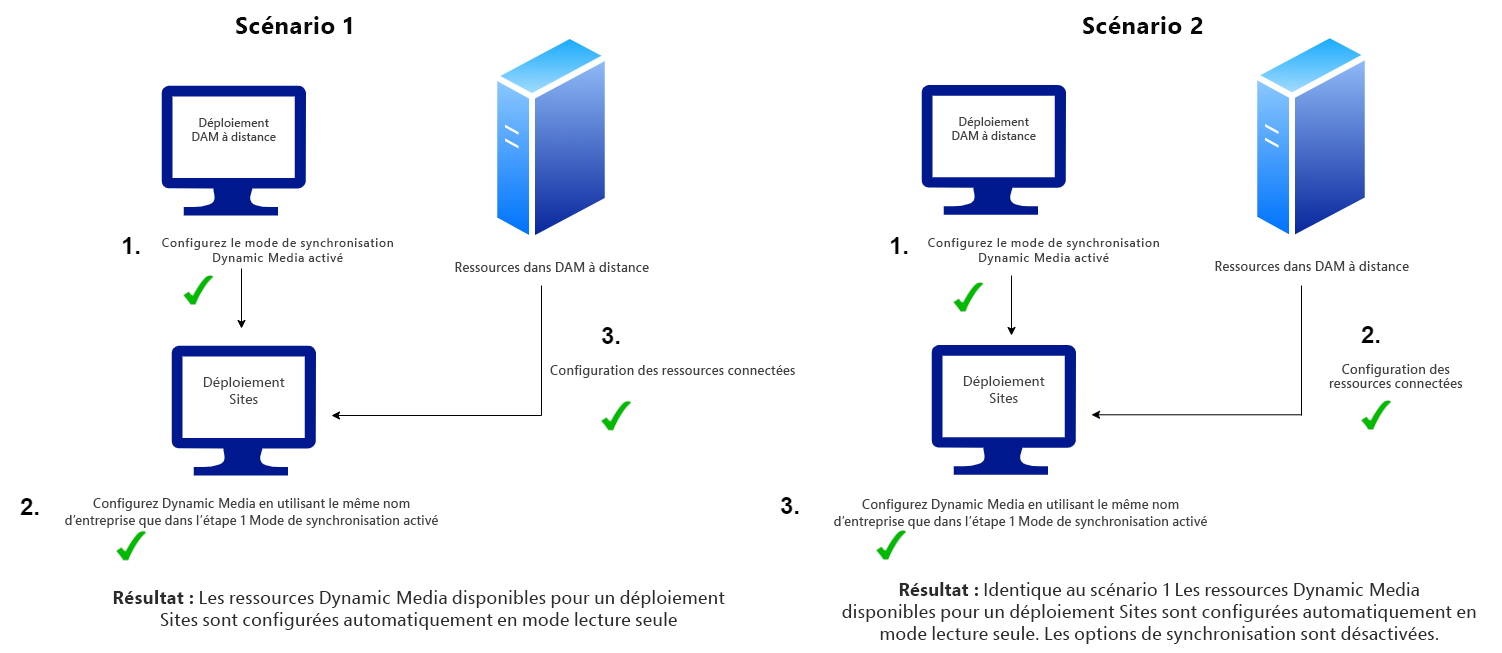 Scénario 1
Déploiement
DAM à distance
1.
Configurez le mode de synchronisation
Dynamic Media activé
Ressources dans DAM à distance
3.
Configuration des ressources connectées
Déploiement
Sites
2.
Configurez Dynamic Media en utilisant le même nom
d’entreprise que dans l’étape 1 Mode de synchronisation activé
Résultat : Les ressources Dynamic Media disponibles pour un déploiement
Sites sont configurées automatiquement en mode lecture seule
Scénario 2
Déploiement
DAM à distance
1.
Configurez le mode de synchronisation
Dynamic Media activé
Ressources dans DAM à distance
2.
Configuration des
ressources connectées
Déploiement
Sites
3.
Configurez Dynamic Media en utilisant le même nom
d’entreprise que dans l’étape 1 Mode de synchronisation activé
Résultat : Identique au scénario 1 Les ressources Dynamic Media
disponibles pour un déploiement Sites sont configurées automatiquement en
mode lecture seule. Les options de synchronisation sont désactivées.